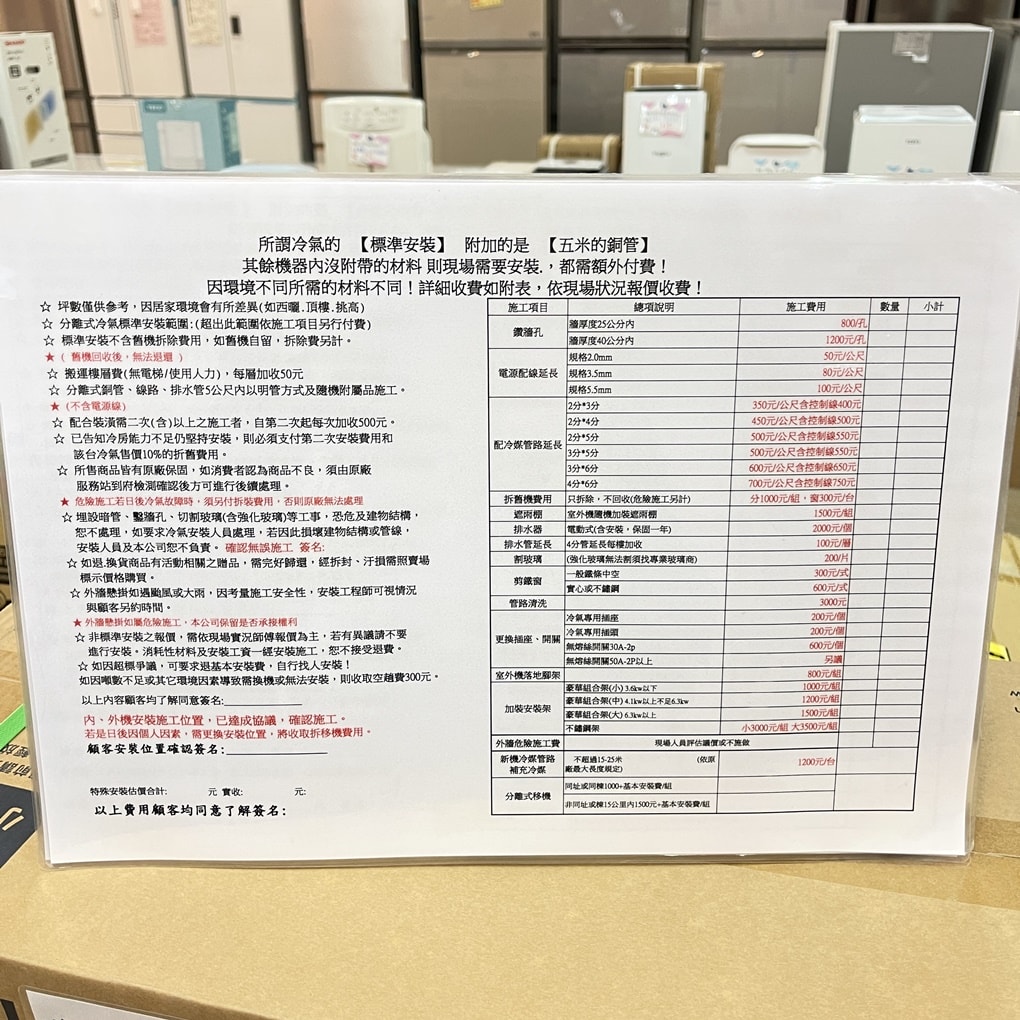 所謂冷氣的 【標準安裝】 附加的是 【五米的銅管】
其餘機器內沒附帶的材料 則現場需要安裝.，都需額外付費！
因環境不同所需的材料不同！詳細收費如附表，依現場狀況報價收費！
☆ 坪數僅供參考，因居家環境會有所差異(如西曬.頂樓.挑高)
☆ 分離式冷氣標準安裝範圍:(超出此範圍依施工項目另行付費)
☆ 標準安裝不含舊機拆除費用，如舊機自留，拆除費另計。
★ ( 舊機回收後，無法退還 )
☆ 搬運樓層費(無電梯/使用人力)，每層加收50元
☆ 分離式銅管、線路、排水管5公尺內以明管方式及隨機附屬品施工。
★ (不含電源線)
☆ 配合裝潢需二次(含)以上之施工者，自第二次起每次加收500元。
☆ 已告知冷房能力不足仍堅持安裝，則必須支付第二次安裝費用和
該台冷氣售價10%的折舊費用。
☆ 所售商品皆有原廠保固，如消費者認為商品不良，須由原廠
服務站到府檢測確認後方可進行後續處理。
★ 危險施工若日後冷氣故障時，須另付拆裝費用，否則原廠無法處理
☆ 埋設暗管、鑿牆孔、切割玻璃(含強化玻璃)等工事，恐危及建物結構，
恕不處理，如要求冷氣安裝人員處理，若因此損壞建物結構或管線，
安裝人員及本公司恕不負責。 確認無誤施工 簽名:
☆ 如退.換貨商品有活動相關之贈品，需完好歸還，經拆封、汙損需照賣場
標示價格購買。
☆ 外牆懸掛如遇颱風或大雨，因考量施工安全性，安裝工程師可視情況
與顧客另約時間。
★ 外牆懸掛如屬危險施工，本公司保留是否承接權利
☆ 非標準安裝之報價，需依現場實況師傅報價為主，若有異議請不要
進行安裝。消耗性材料及安裝工資一經安裝施工，恕不接受退費。
☆ 如因超標爭議，可要求退基本安裝費，自行找人安裝！
如因噸數不足或其它環境因素導致需換機或無法安裝，則收取空趟費300元。
以上內容顧客均了解同意簽名:
內、外機安裝施工位置，已達成協議，確認施工。
若是日後因個人因素，需更換安裝位置，將收取拆移機費用。
顧客安裝位置確認簽名:
特殊安裝估價合計: 元 實收: 元:
以上費用顧客均同意了解簽名:
施工項目 總項說明 施工費用 數量 小計
鑽牆孔 牆厚度25公分內 800/孔
牆厚度40公分內 1200元/孔
電源配線延長 規格2.0mm 50元/公尺
規格3.5mm 80元/公尺
規格5.5mm 100元/公尺
配冷媒管路延長 2分*3分 350元/公尺含控制線400元
2分*4分 450元/公尺含控制線500元
2分*5分 500元/公尺含控制線550元
3分*5分 500元/公尺含控制線550元
3分*6分 600元/公尺含控制線650元
4分*6分 700元/公尺含控制線750元
拆舊機費用 只拆除，不回收(危險施工另計) 分1000元/組，窗300元/台
遮雨棚 室外機隨機加裝遮雨棚 1500元/組
排水器 電動式(含安裝，保固一年) 2000元/個
排水管延長 4分管延長每樓加收 100元/層
割玻璃 (強化玻璃無法割須找專業玻璃商) 200/片
剪鐵窗 一般鐵條中空 300元/式
實心或不鏽鋼 600元/式
管路清洗 3000元
更換插座、開關 冷氣專用插座 200元/個
冷氣專用插頭 200元/個
無熔絲開關30A-2p 600元/個
無熔絲開關50A-2P以上 另議
室外機落地腳架 800元/組
加裝安裝架 豪華組合架(小) 3.6kw以下 1000元/組
豪華組合架(中) 4.1kw以上不足6.3kw 1200元/組
豪華組合架(大) 6.3kw以上 1500元/組
不鏽鋼架 小3000元/組 大3500元/組
外牆危險施工費 現場人員評估議價或不施做
新機冷媒管路補充冷媒 不超過15-25米 (依原廠最大長度規定) 1200元/台
分離式移機 同址或同棟1000+基本安裝費/組
非同址或棟15公里內1500元+基本安裝費/組